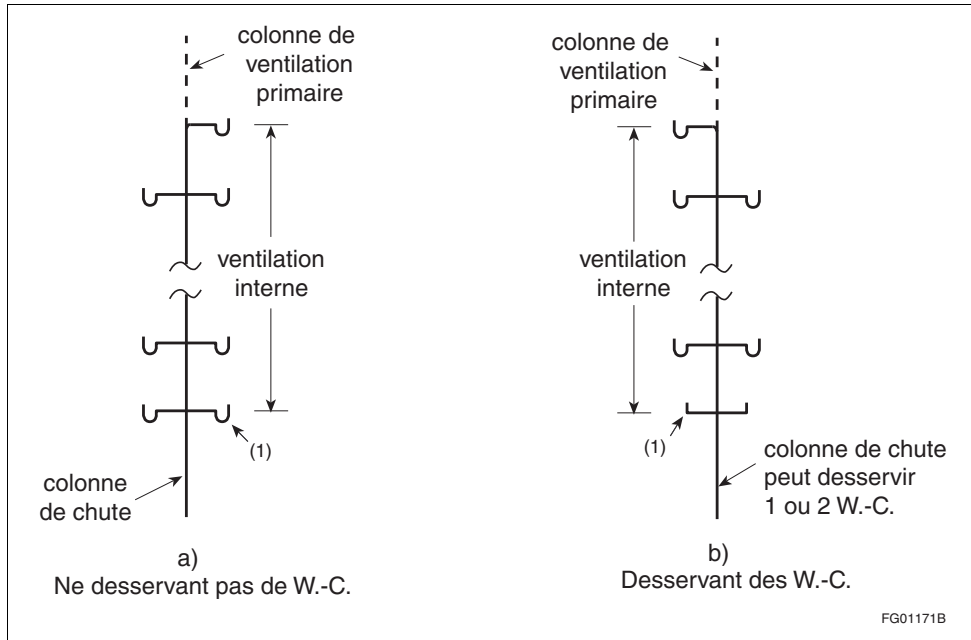 colonne de
ventilation
primaire
ventilation
interne
(1)
colonne
de chute
a)
Ne desservant pas de W.-C.
colonne de
ventilation
primaire
ventilation
interne
(1)
colonne de chute
peut desservir
1 ou 2 W.-C.
b)
Desservant des W.-C.
FG01171B